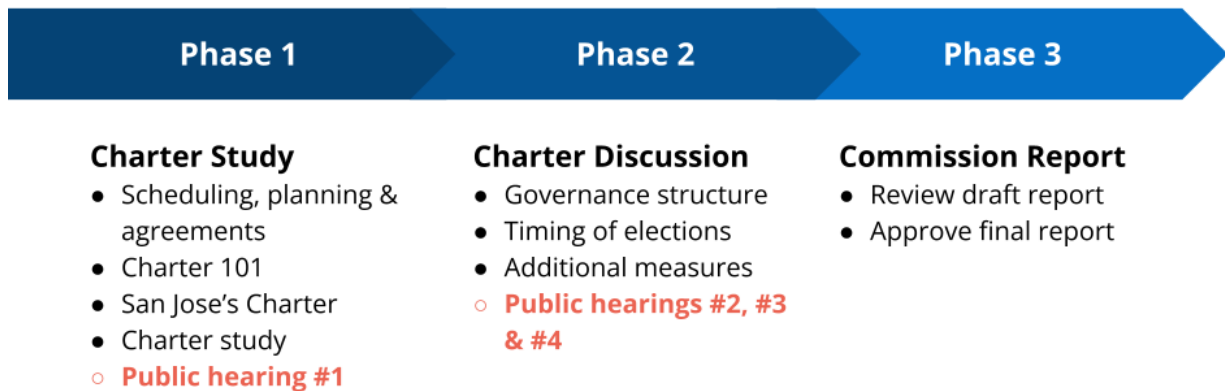 Phase 1
Phase 2
Phase 3
Charter Study
● Scheduling, planning &
agreements
● Charter 101
● San Jose’s Charter
● Charter study
○ Public hearing #1
Charter Discussion
● Governance structure
● Timing of elections
● Additional measures
○ Public hearings #2, #3
& #4
Commission Report
● Review draft report
● Approve final report